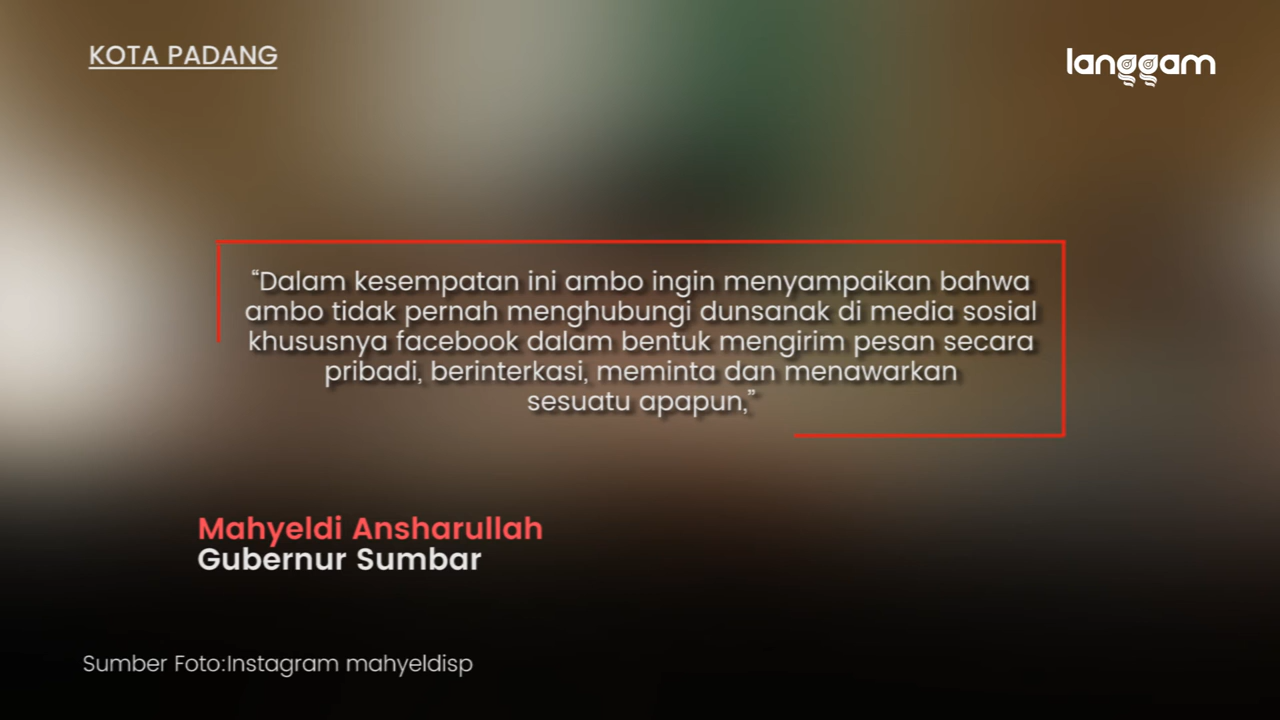 KOTA PADANG
langgam
“Dalam kesempatan ini ambo ingin menyampaikan bahwa
ambo tidak pernah menghubungi dunsanak di media sosial
khususnya facebook dalam bentuk mengirim pesan secara
pribadi, berinterkasi, meminta dan menawarkan
sesuatu apapun,”
Mahyeldi Ansharullah
Gubernur Sumbar
Sumber Foto:Instagram mahyeldisp